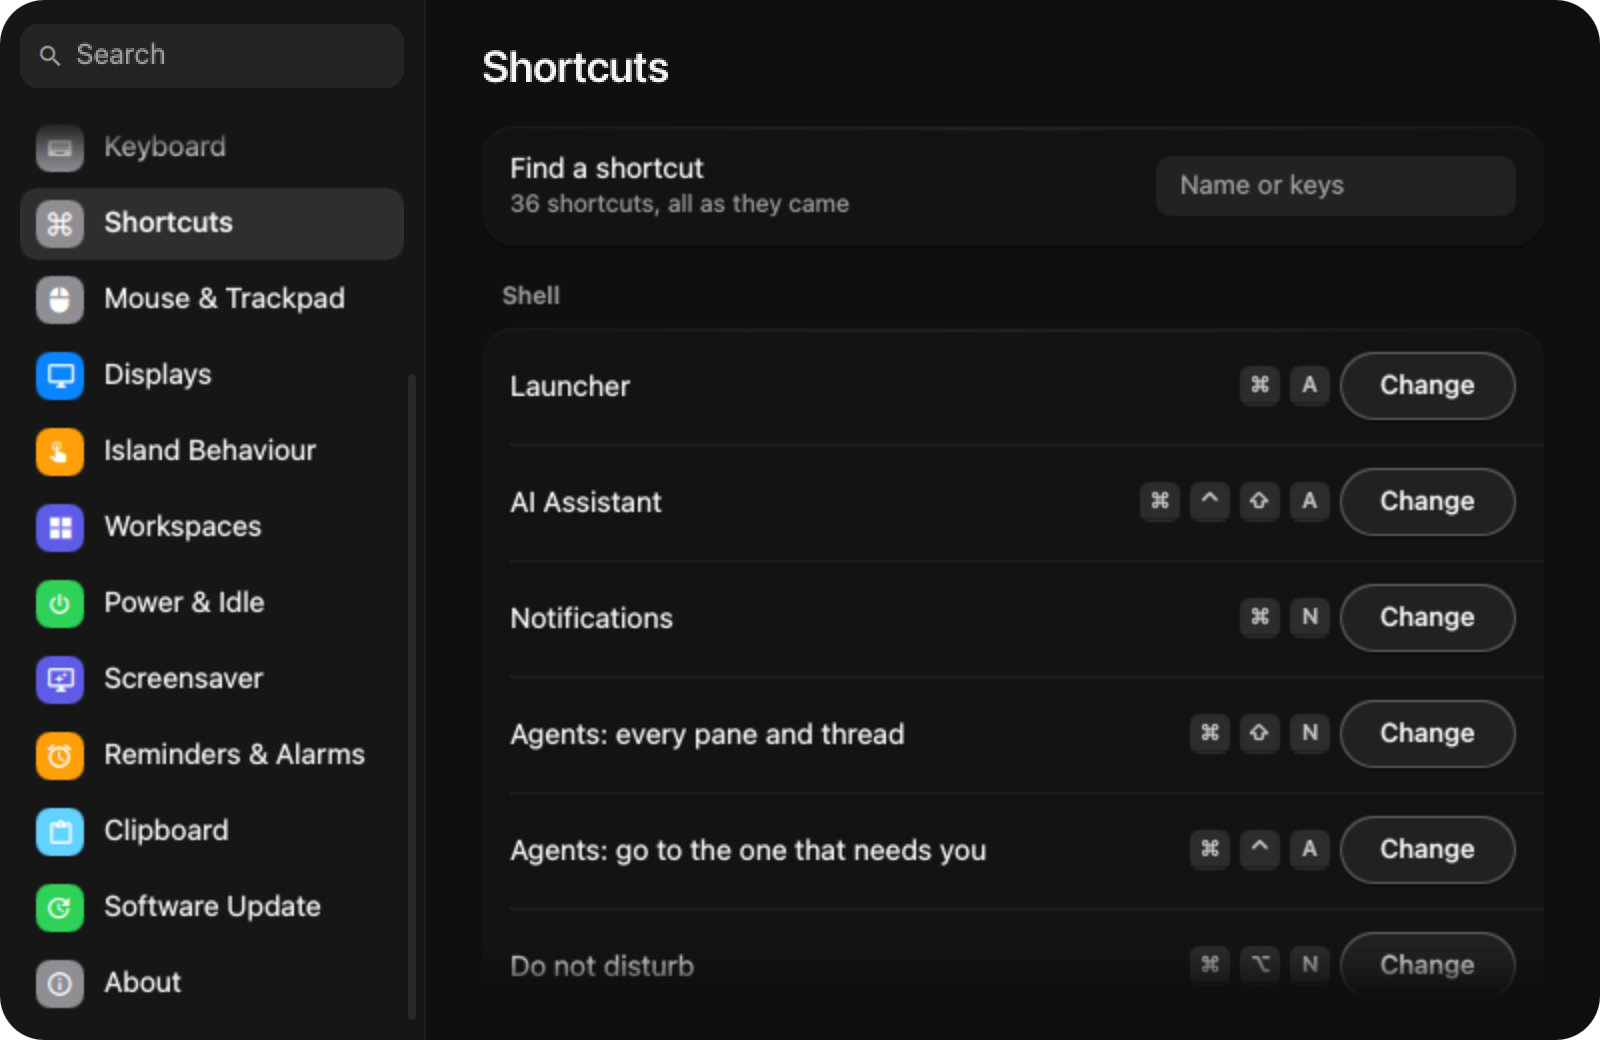 Search
Keyboard
Shortcuts
Mouse & Trackpad
Displays
Island Behaviour
Workspaces
Power & Idle
Screensaver
Reminders & Alarms
Clipboard
Software Update
About
Shortcuts
Find a shortcut
36 shortcuts, all as they came
Name or keys
Shell
Launcher ⌘ A Change
AI Assistant ⌘ ^ ⇧ A Change
Notifications ⌘ N Change
Agents: every pane and thread ⌘ ⇧ N Change
Agents: go to the one that needs you ⌘ ^ A Change
Do not disturb ⌘ ⌥ N Change